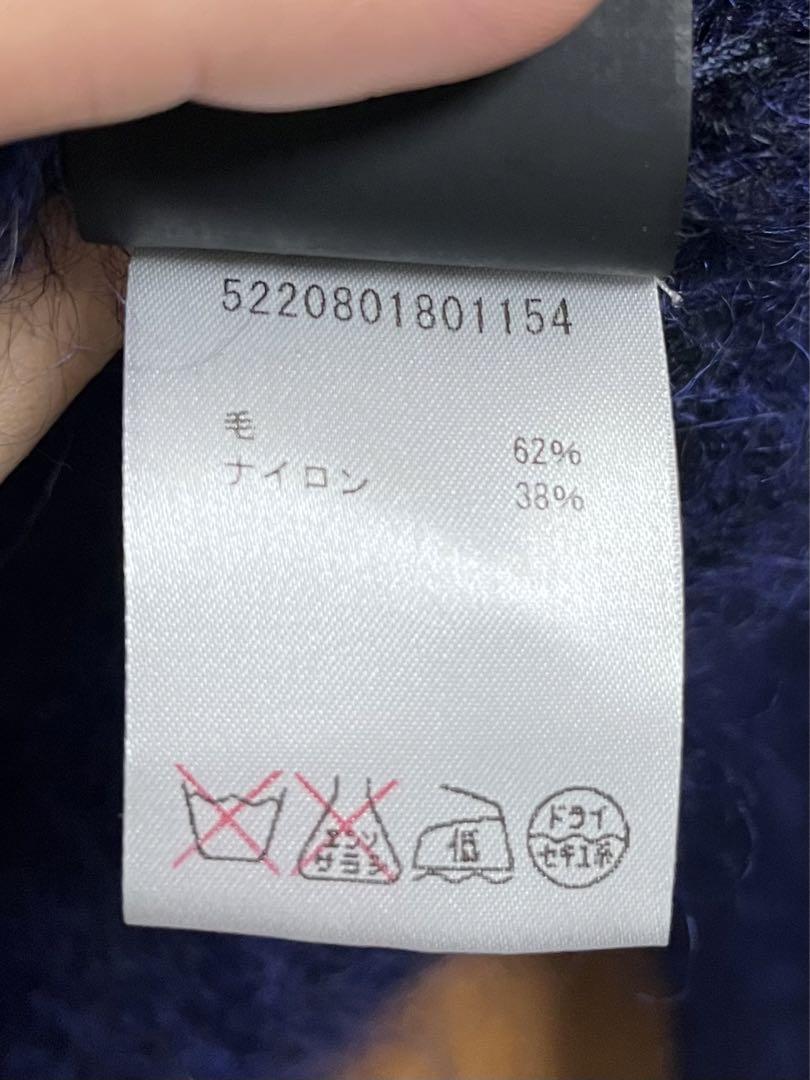 5220801801154
毛 62%
ナイロン 38%
エンソ
サラシ
低
ドライ
セキユ系